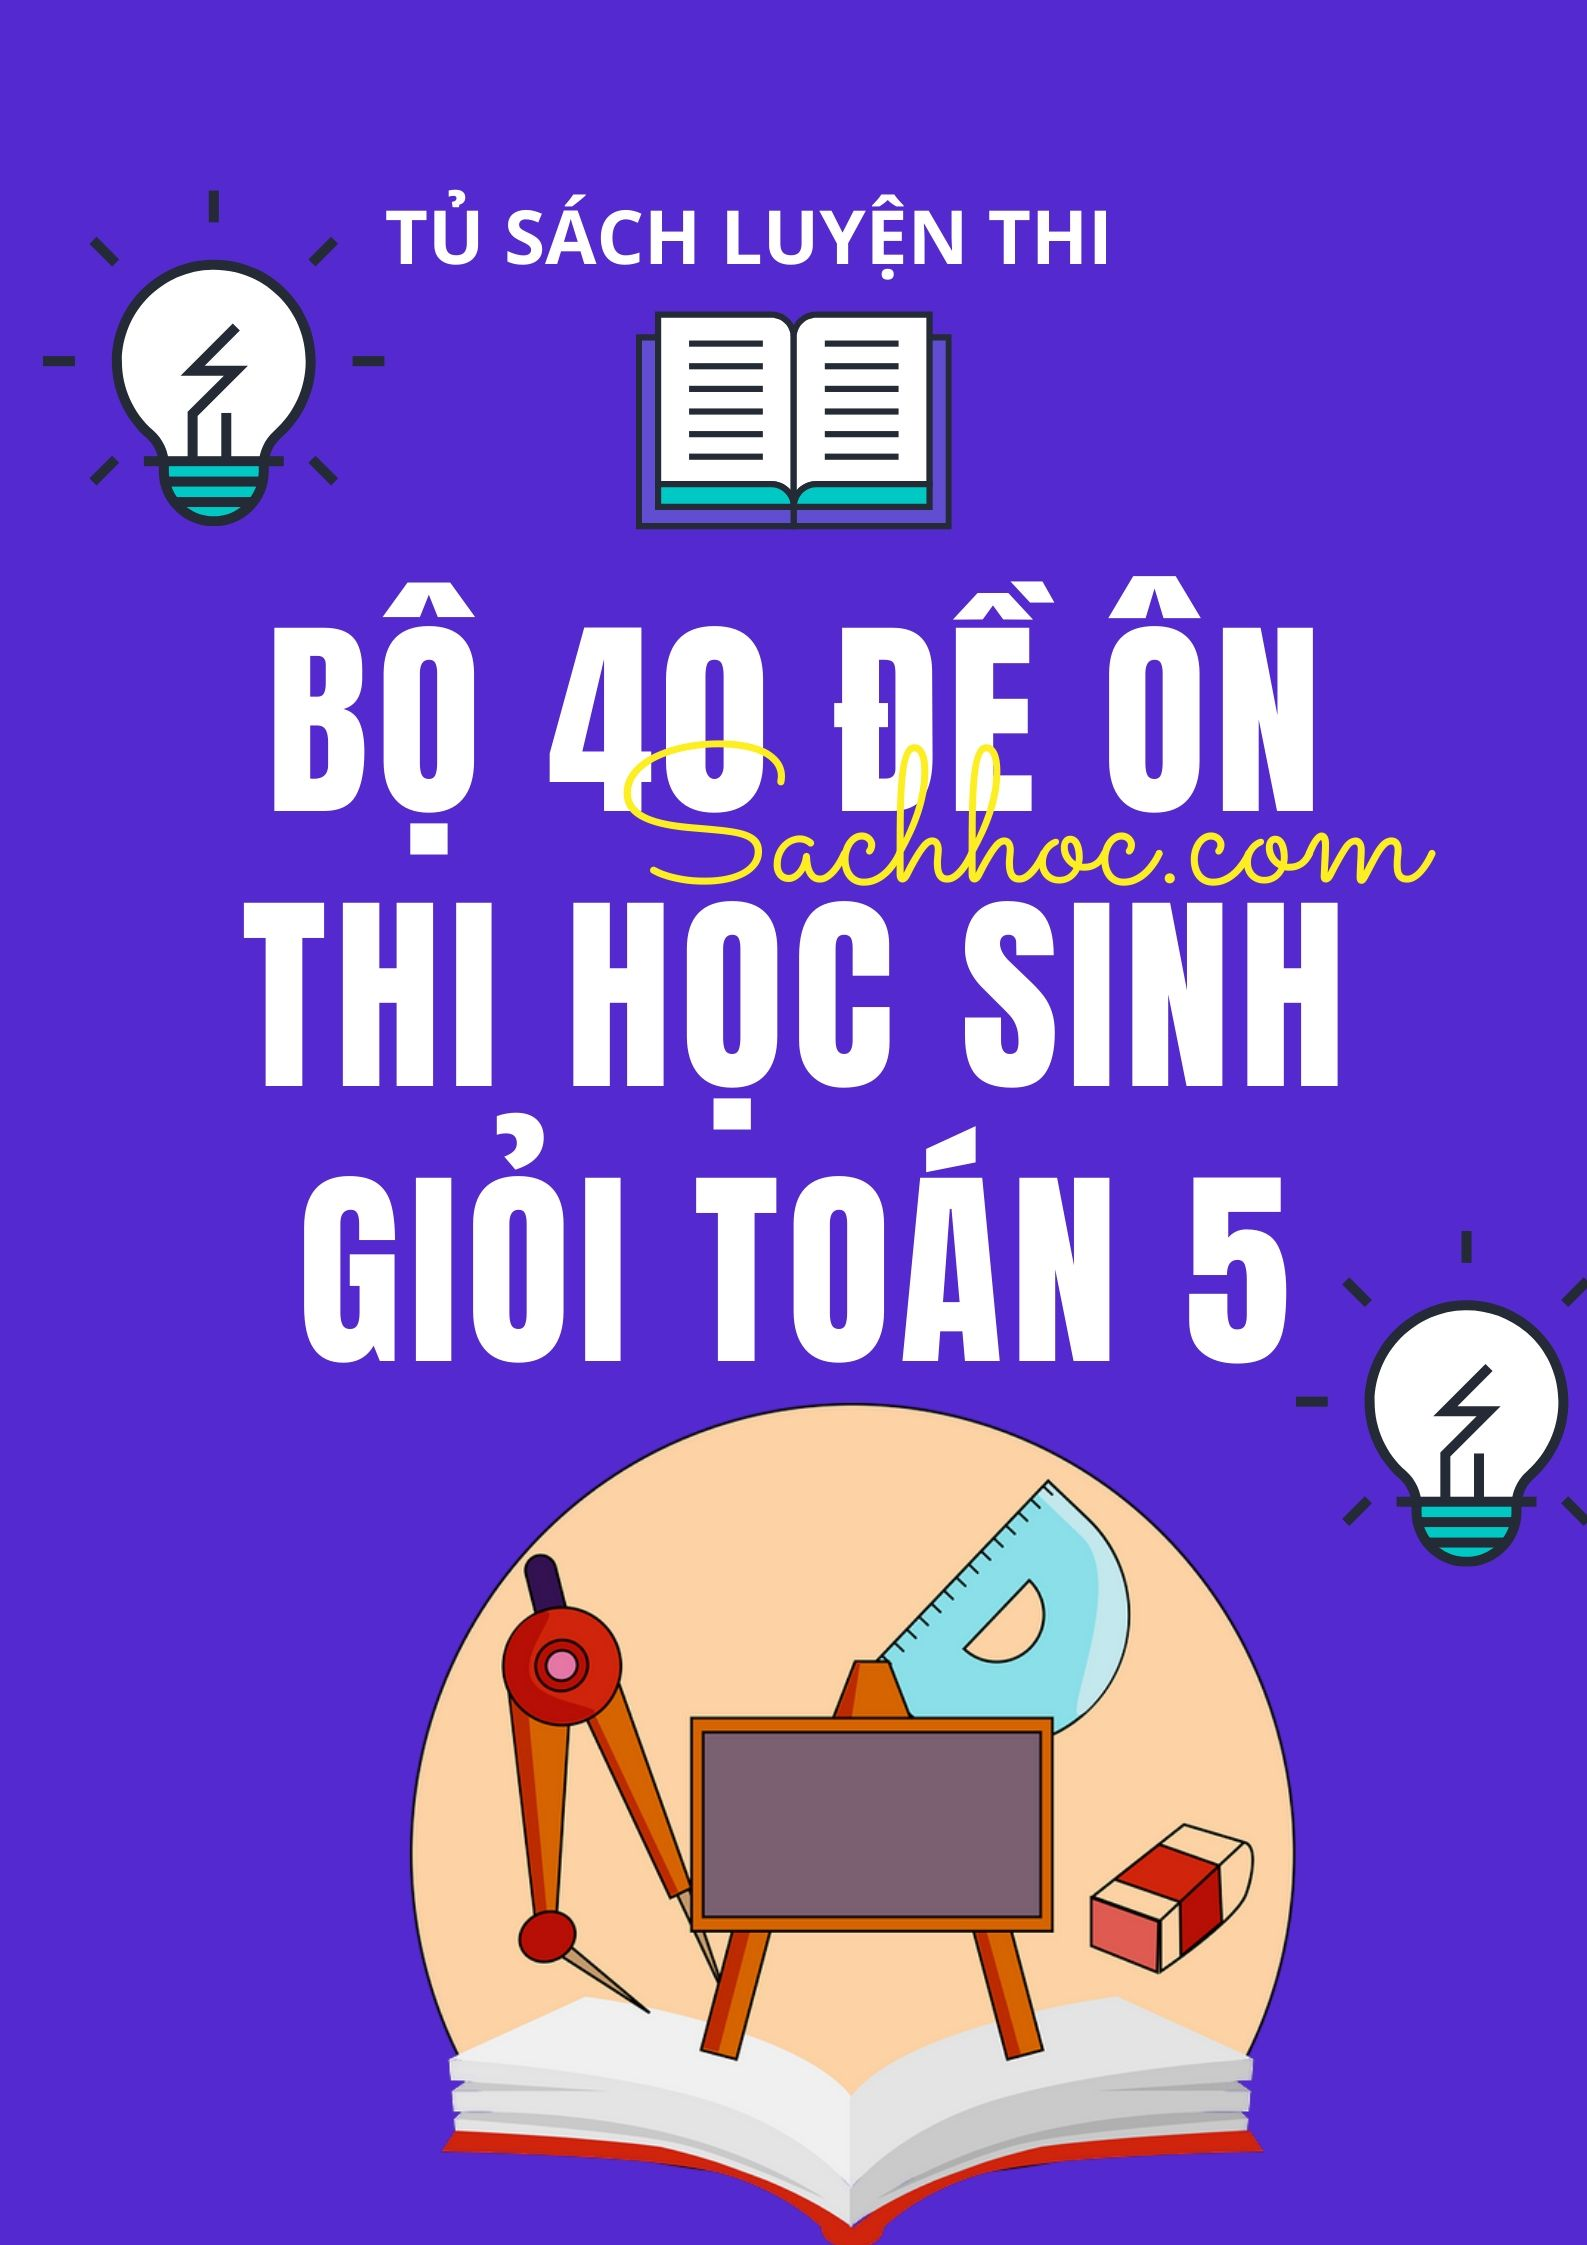 TỦ SÁCH LUYỆN THI
BỘ 40 ĐỀ ÔN
Sachhoc.com
THI HỌC SINH
GIỎI TOÁN 5